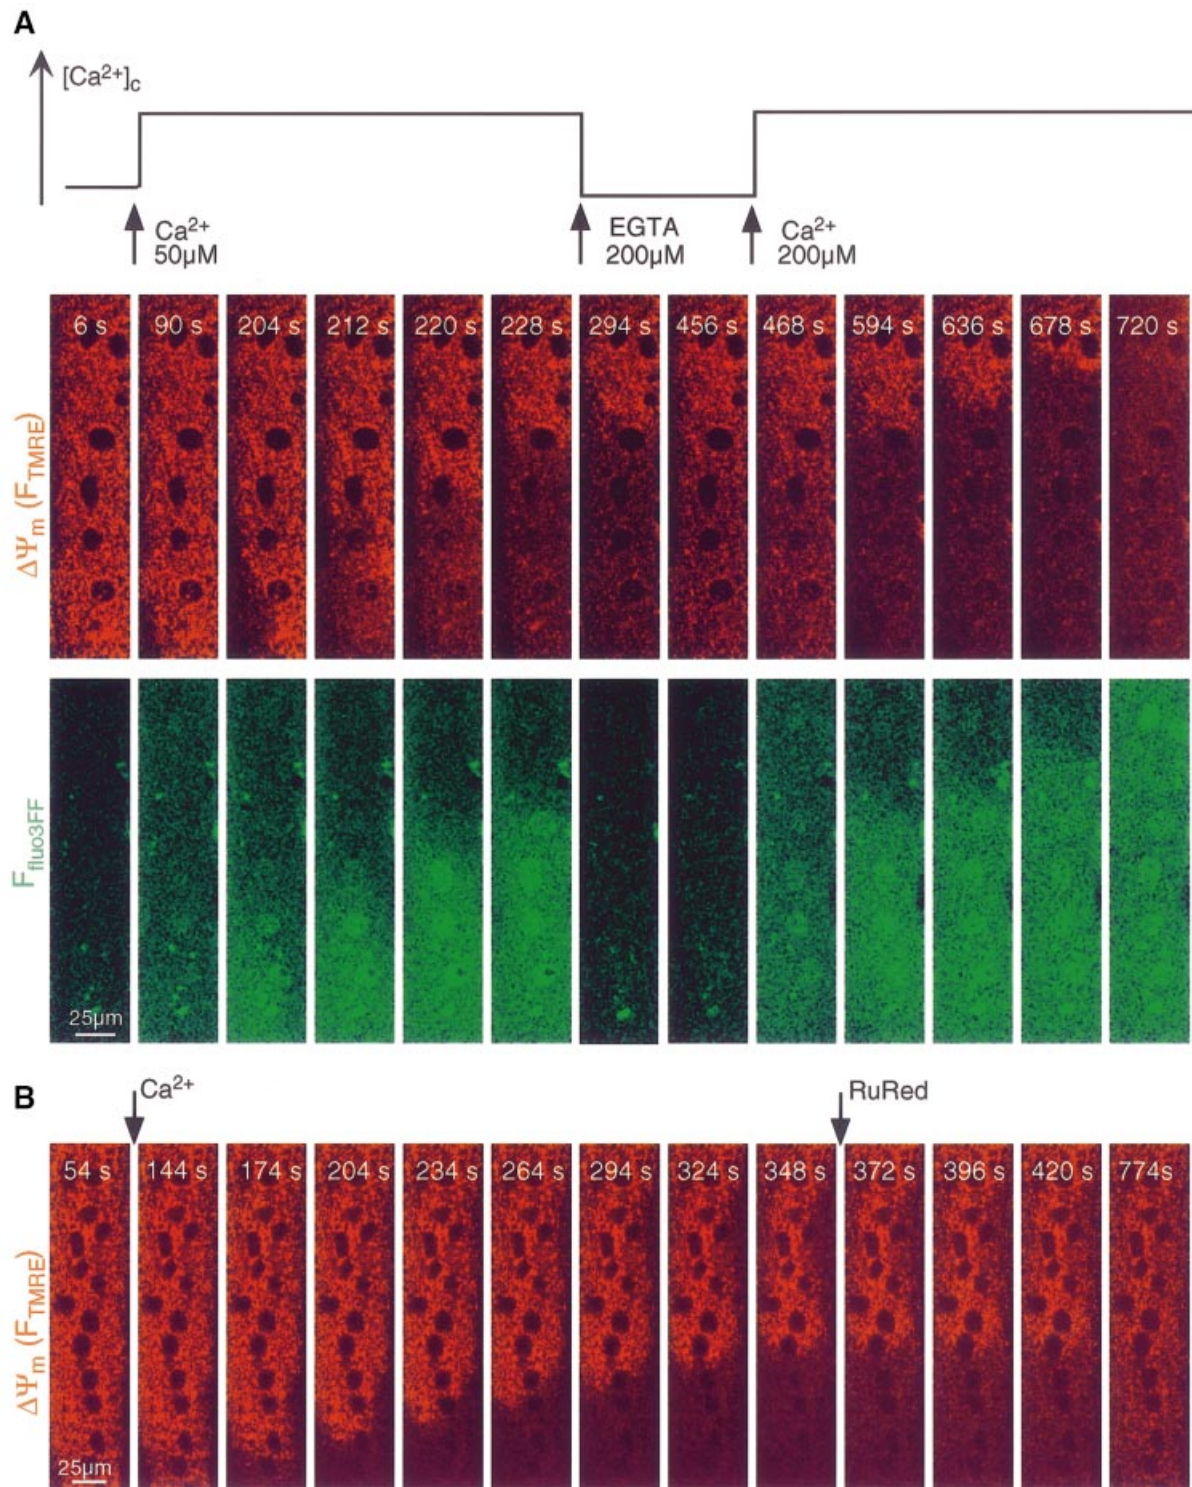 A
[Ca²⁺]c
Ca²⁺
50µM
EGTA
200µM
Ca²⁺
200µM
6 s 90 s 204 s 212 s 220 s 228 s 294 s 456 s 468 s 594 s 636 s 678 s 720 s
ΔΨm (FTMRE)
Ffluo3FF
25µm
B
Ca²⁺
RuRed
54 s 144 s 174 s 204 s 234 s 264 s 294 s 324 s 348 s 372 s 396 s 420 s 774s
ΔΨm (FTMRE)
25µm